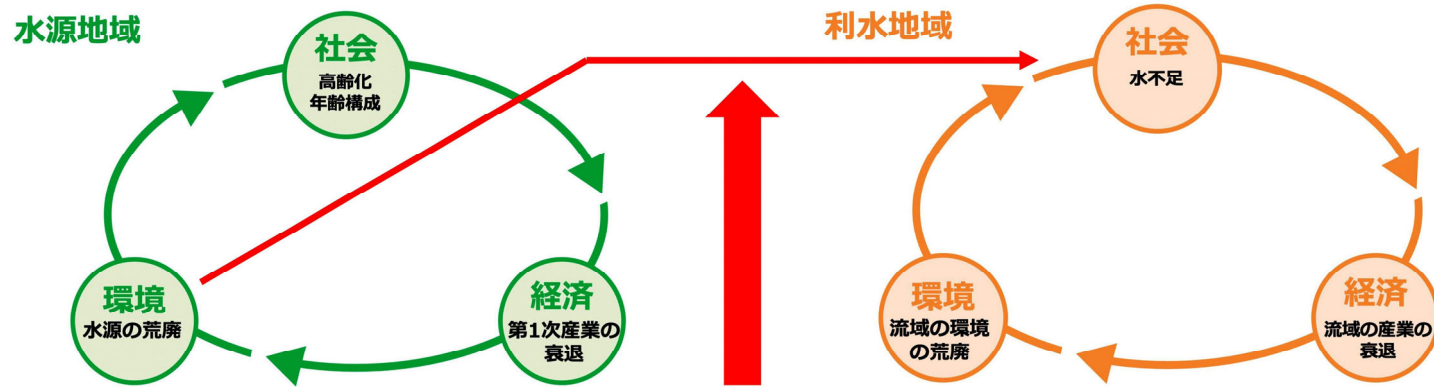 水源地域
社会
高齢化
年齢構成
環境
水源の荒廃
経済
第1次産業の
衰退
利水地域
社会
水不足
環境
流域の環境
の荒廃
経済
流域の産業の
衰退